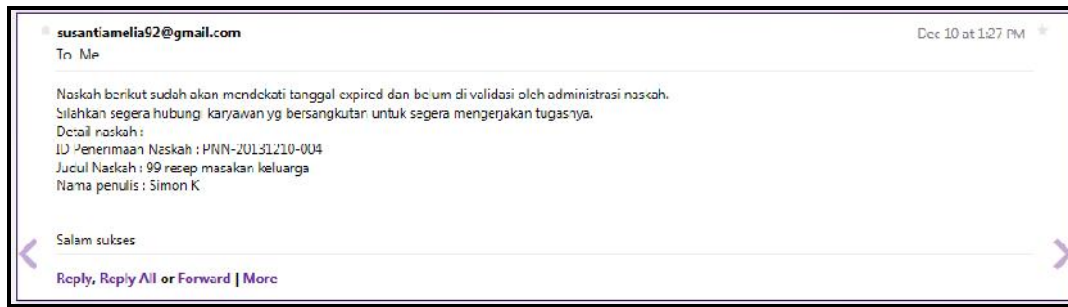 susantiamelia92@gmail.com
Dec 10 at 1:27 PM
To Me
Naskah berikut sudah akan mendekati tanggal expired dan belum di validasi oleh administrasi naskah.
Silahkan segera hubungi karyawan yg bersangkutan untuk segera mengerjakan tugasnya.
Detail naskah :
ID Penerimaan Naskah : PNN-20131210-004
Judul Naskah : 99 resep masakan keluarga
Nama penulis : Simon K
Salam sukses
Reply, Reply All or Forward | More